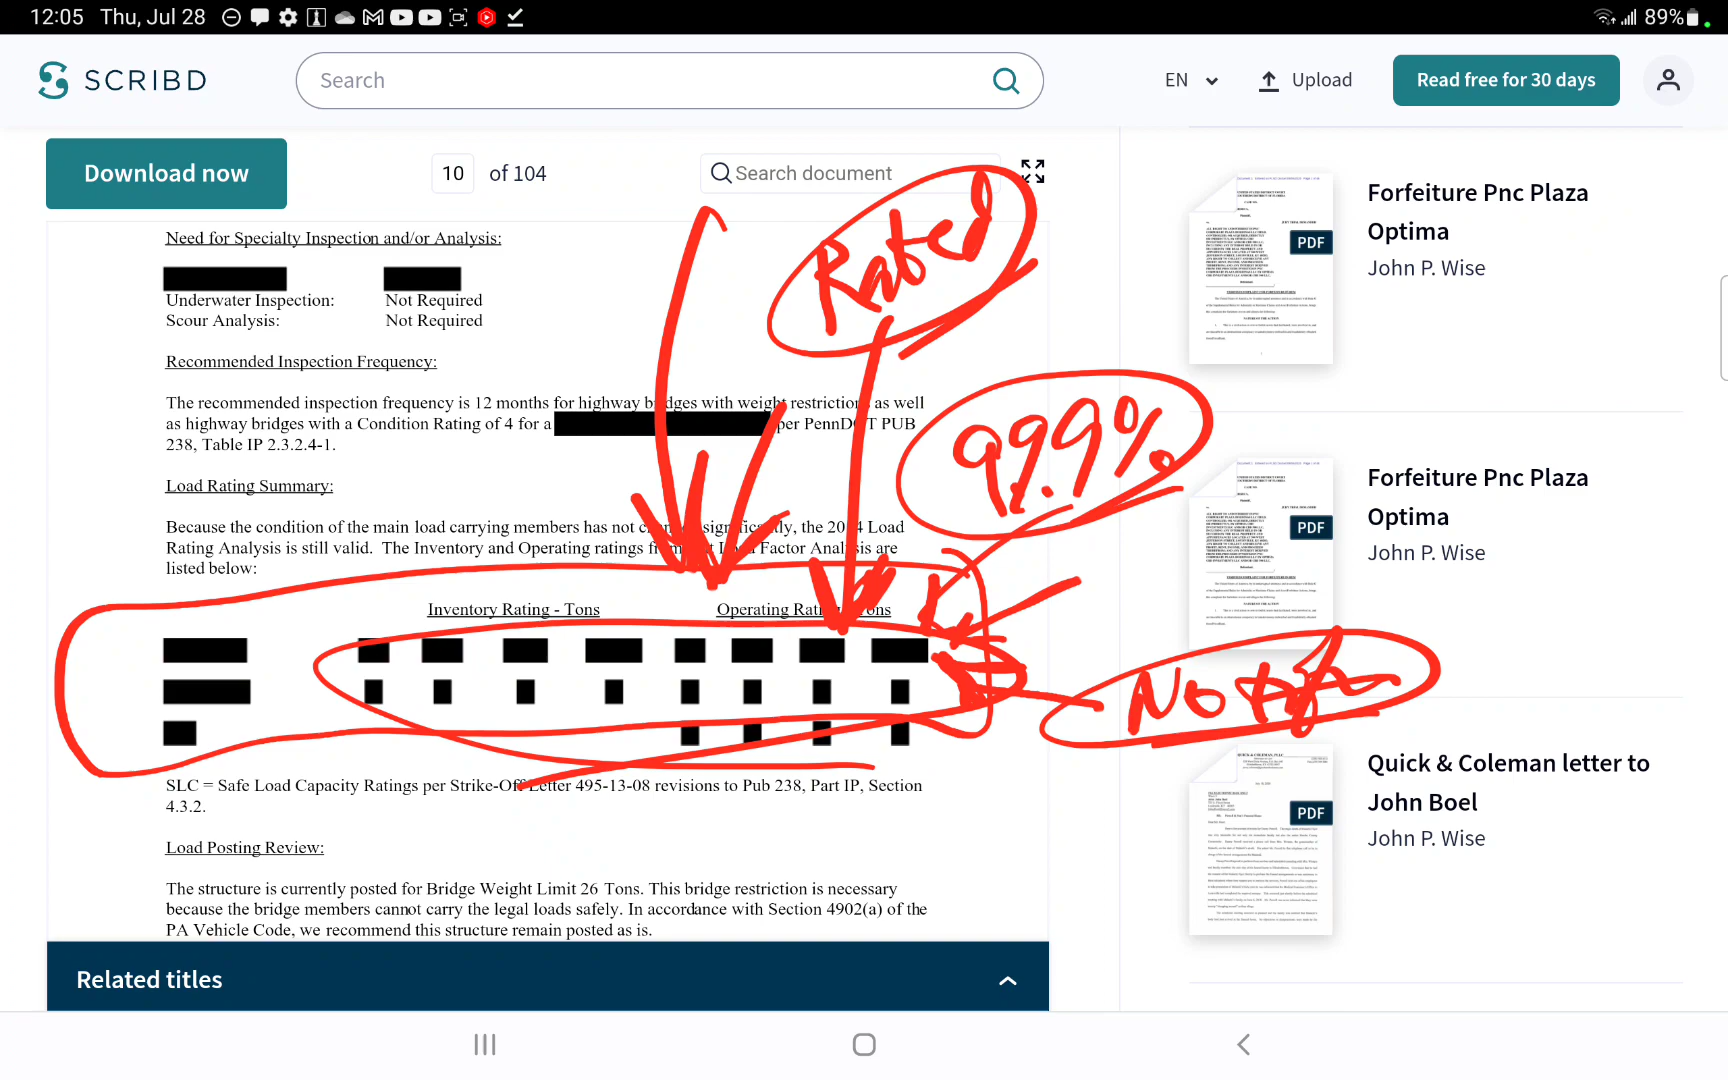 12:05 Thu, Jul 28
89%
SCRIBD
Search
EN
Upload
Read free for 30 days
Download now
10 of 104
Search document
Need for Specialty Inspection and/or Analysis:
Underwater Inspection: Not Required
Scour Analysis: Not Required
Recommended Inspection Frequency:
The recommended inspection frequency is 12 months for highway bridges with weight restrictions as well
as highway bridges with a Condition Rating of 4 for a per PennDOT PUB
238, Table IP 2.3.2.4-1.
Load Rating Summary:
Because the condition of the main load carrying members has not changed significantly, the 2014 Load
Rating Analysis is still valid. The Inventory and Operating ratings from Load Factor Analysis are
listed below:
Inventory Rating - Tons Operating Rating - Tons
SLC = Safe Load Capacity Ratings per Strike-Off-Letter 495-13-08 revisions to Pub 238, Part IP, Section
4.3.2.
Load Posting Review:
The structure is currently posted for Bridge Weight Limit 26 Tons. This bridge restriction is necessary
because the bridge members cannot carry the legal loads safely. In accordance with Section 4902(a) of the
PA Vehicle Code, we recommend this structure remain posted as is.
Related titles
Rated
99.9%
Forfeiture Pnc Plaza
Optima
John P. Wise
PDF
Forfeiture Pnc Plaza
Optima
John P. Wise
PDF
Quick & Coleman letter to
John Boel
John P. Wise
PDF